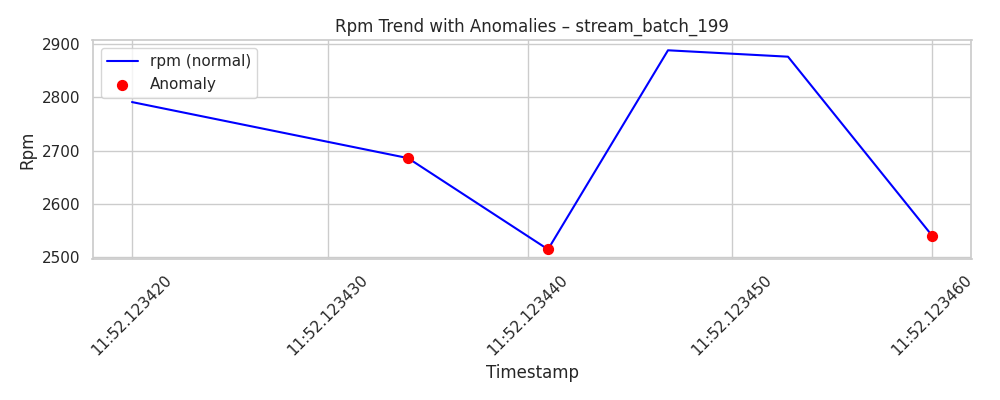 Rpm Trend with Anomalies – stream_batch_199
rpm (normal)
Anomaly
Rpm
2900
2800
2700
2600
2500
11:52.123420
11:52.123430
11:52.123440
11:52.123450
11:52.123460
Timestamp